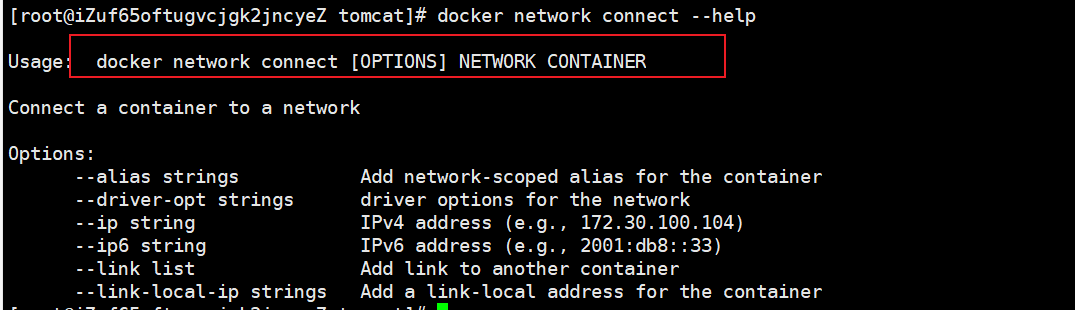 [root@iZuf65oftugvcjgk2jncyeZ tomcat]# docker network connect --help
Usage:  docker network connect [OPTIONS] NETWORK CONTAINER
Connect a container to a network
Options:
      --alias strings           Add network-scoped alias for the container
      --driver-opt strings      driver options for the network
      --ip string               IPv4 address (e.g., 172.30.100.104)
      --ip6 string              IPv6 address (e.g., 2001:db8::33)
      --link list               Add link to another container
      --link-local-ip strings   Add a link-local address for the container
[root@iZuf65oftugvcjgk2jncyeZ tomcat]#